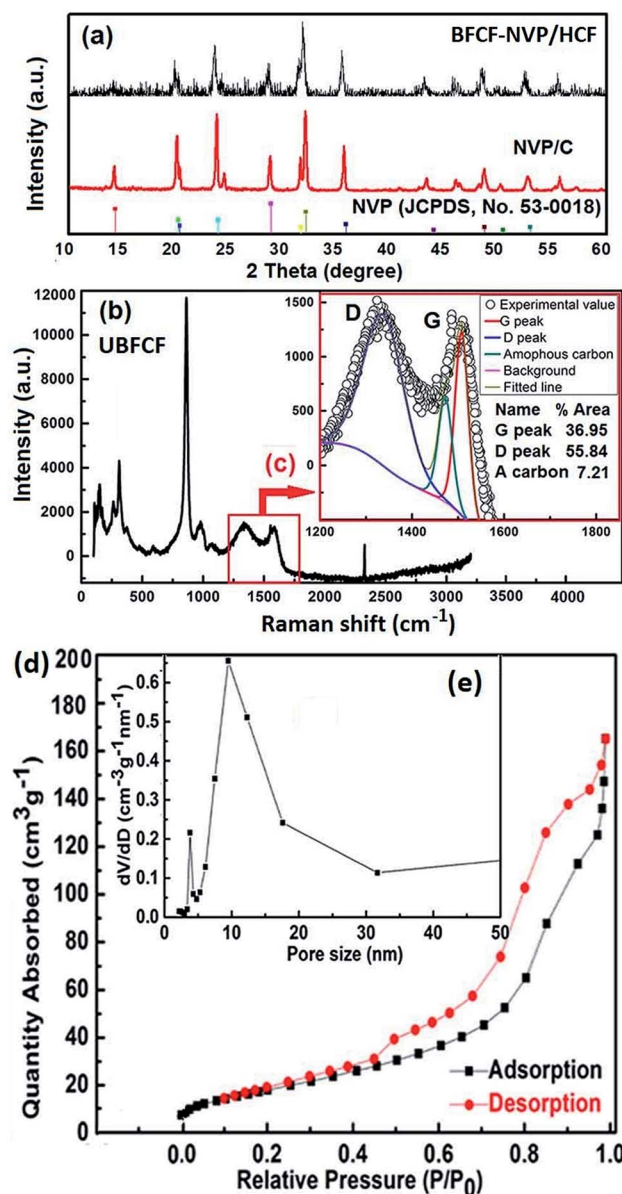 (a)
BFCF-NVP/HCF
NVP/C
NVP (JCPDS, No. 53-0018)
Intensity (a.u.)
10 15 20 25 30 35 40 45 50 55 60
2 Theta (degree)
(b)
UBFCF
Intensity (a.u.)
12000
10000
8000
6000
4000
2000
0
0 500 1000 1500 2000 2500 3000 3500 4000
Raman shift (cm-1)
(c)
1500
1000
500
0
D
G
Experimental value
G peak
D peak
Amophous carbon
Background
Fitted line
Name % Area
G peak 36.95
D peak 55.84
A carbon 7.21
1200 1400 1600 1800
(d)
Quantity Absorbed (cm3g-1)
200
180
160
140
120
100
80
60
40
20
0
(e)
dV/dD (cm-3g-1nm-1)
0.6
0.5
0.4
0.3
0.2
0.1
0.0
0 10 20 30 40 50
Pore size (nm)
Adsorption
Desorption
0.0 0.2 0.4 0.6 0.8 1.0
Relative Pressure (P/P0)